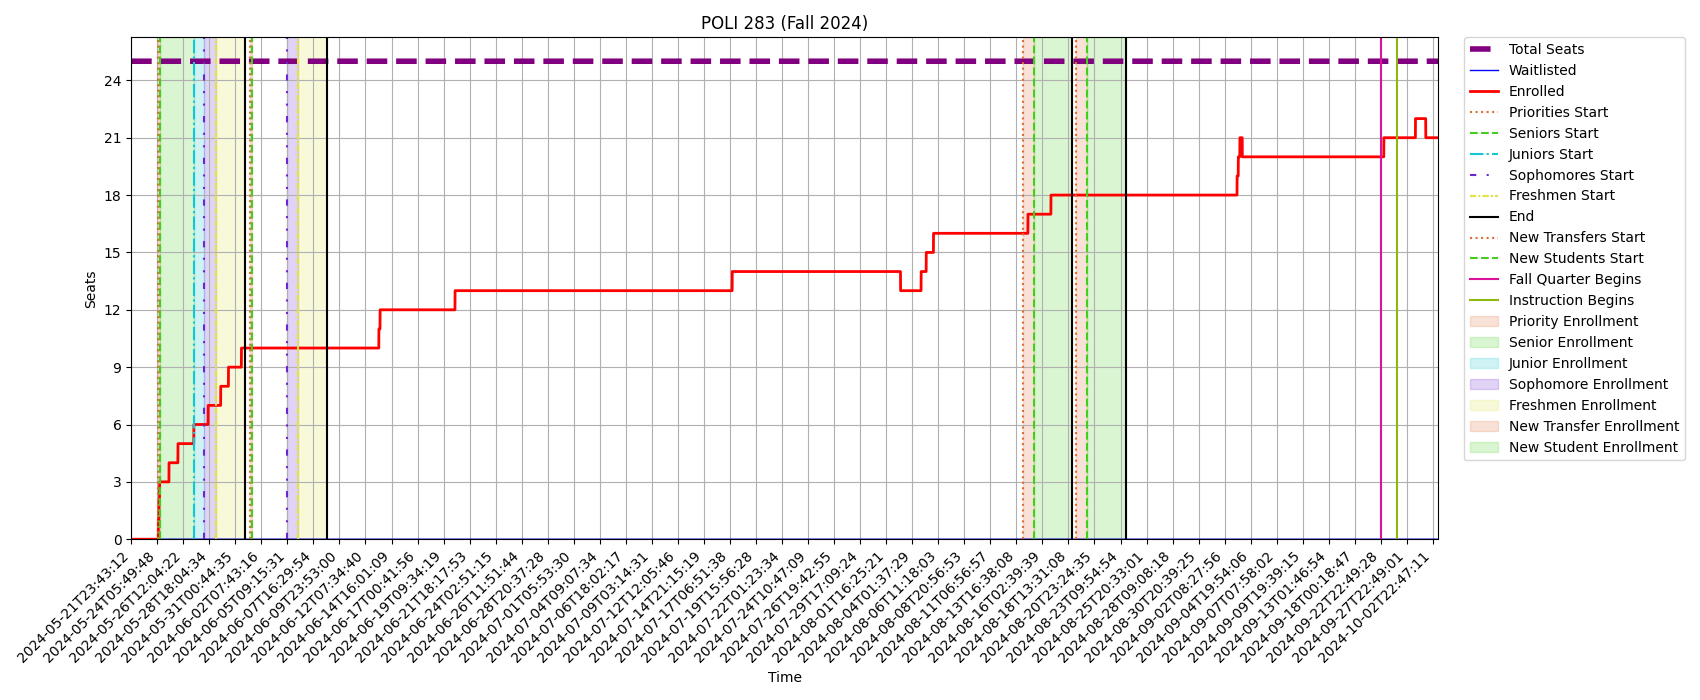 POLI 283 (Fall 2024)
Seats
24
21
18
15
12
9
6
3
0
2024-05-21T23:43:12
2024-05-24T05:49:48
2024-05-26T12:04:22
2024-05-28T18:04:34
2024-05-31T00:44:35
2024-06-02T07:43:16
2024-06-05T09:15:31
2024-06-07T16:29:54
2024-06-09T23:53:00
2024-06-12T07:34:40
2024-06-14T16:01:09
2024-06-17T00:41:56
2024-06-19T09:34:19
2024-06-21T18:17:53
2024-06-24T02:51:15
2024-06-26T11:51:44
2024-06-28T20:37:28
2024-07-01T05:53:30
2024-07-04T09:07:34
2024-07-06T18:02:17
2024-07-09T03:14:31
2024-07-12T12:05:46
2024-07-14T21:15:19
2024-07-17T06:51:38
2024-07-19T15:56:28
2024-07-22T01:23:34
2024-07-24T10:47:09
2024-07-26T19:42:55
2024-07-29T17:09:24
2024-08-01T16:25:21
2024-08-04T01:37:29
2024-08-06T11:18:03
2024-08-08T20:56:53
2024-08-11T06:56:57
2024-08-13T16:38:08
2024-08-16T02:39:39
2024-08-18T13:31:08
2024-08-20T23:24:35
2024-08-23T09:54:54
2024-08-25T20:33:01
2024-08-28T09:08:18
2024-08-30T20:39:25
2024-09-02T08:27:56
2024-09-04T19:54:06
2024-09-07T07:58:02
2024-09-09T19:39:15
2024-09-13T01:46:54
2024-09-18T00:18:47
2024-09-22T22:49:28
2024-09-27T22:49:01
2024-10-02T22:47:11
Time
Total Seats
Waitlisted
Enrolled
Priorities Start
Seniors Start
Juniors Start
Sophomores Start
Freshmen Start
End
New Transfers Start
New Students Start
Fall Quarter Begins
Instruction Begins
Priority Enrollment
Senior Enrollment
Junior Enrollment
Sophomore Enrollment
Freshmen Enrollment
New Transfer Enrollment
New Student Enrollment